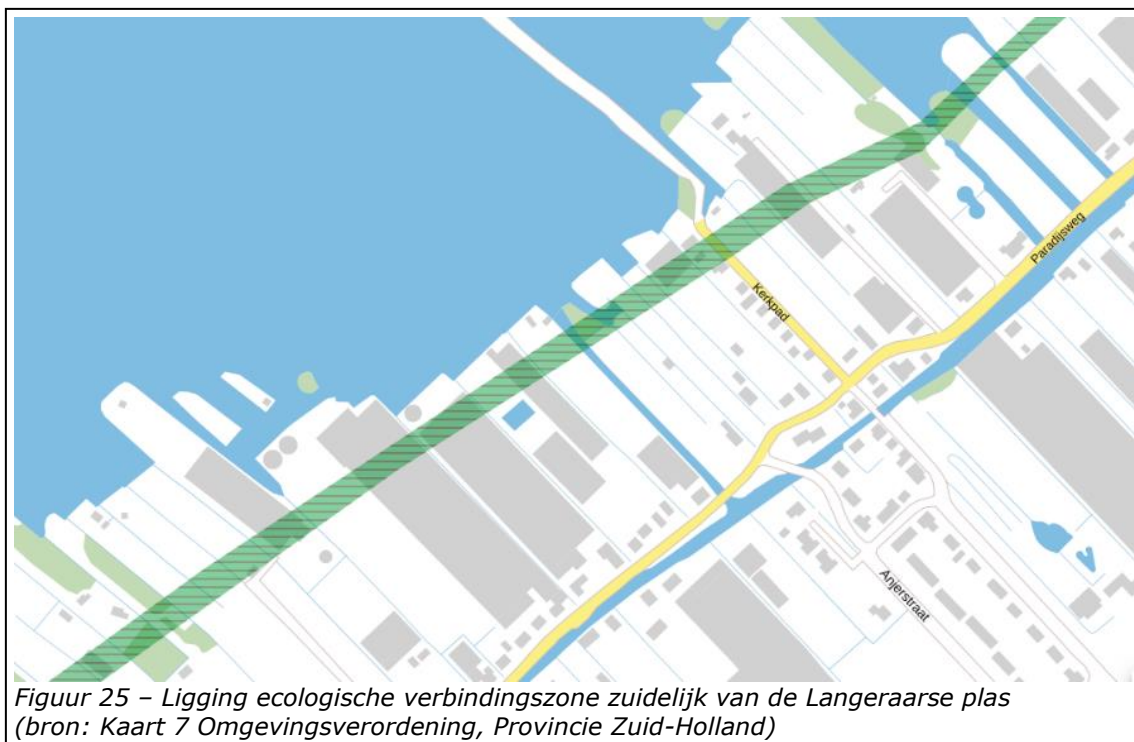 Paradijsweg
Kerkpad
Anjerstraat
Figuur 25 – Ligging ecologische verbindingszone zuidelijk van de Langeraarse plas
(bron: Kaart 7 Omgevingsverordening, Provincie Zuid-Holland)